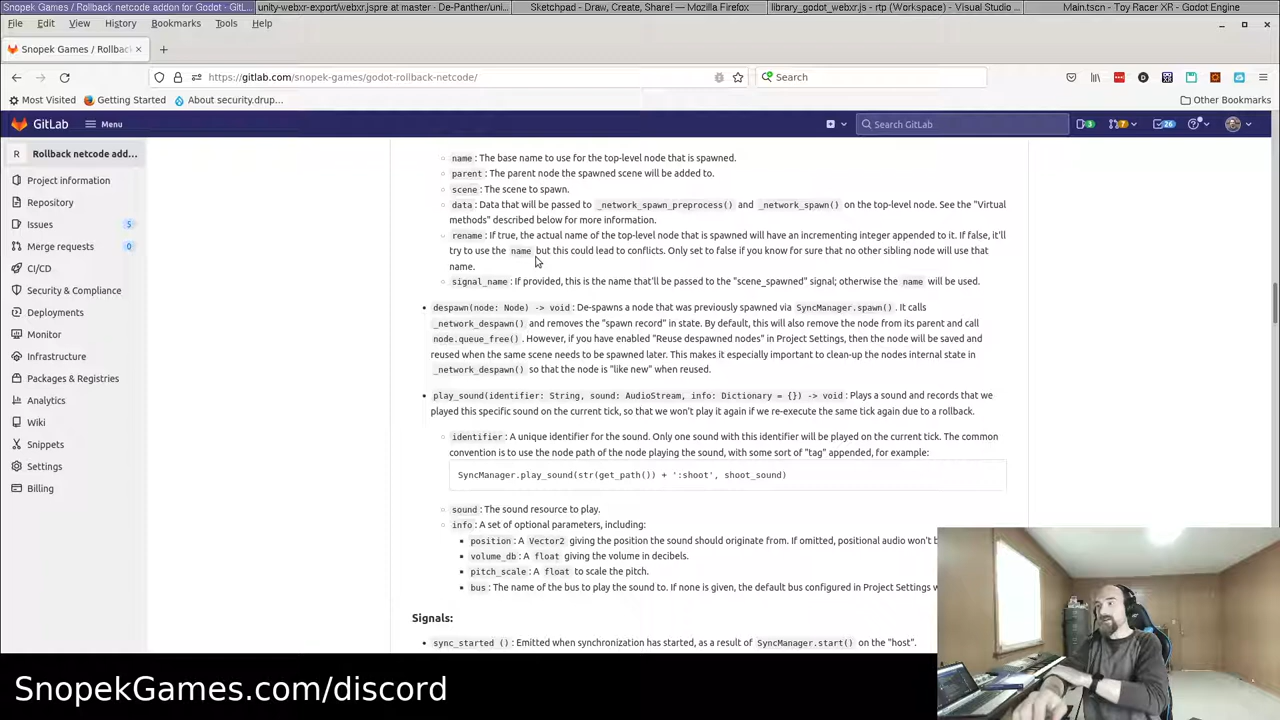 Snopek Games / Rollback netcode addon for Godot · GitL...
unity-webxr-export/webxr.jspre at master · De-Panther/uni...
Sketchpad - Draw, Create, Share! — Mozilla Firefox
library_godot_webxr.js - rtp (Workspace) - Visual Studio ...
Main.tscn - Toy Racer XR - Godot Engine
File Edit View History Bookmarks Tools Help
Snopek Games / Rollback
https://gitlab.com/snopek-games/godot-rollback-netcode/
Search
Most Visited Getting Started About security.drup...
Other Bookmarks
GitLab Menu
Search GitLab
3 7 26
R Rollback netcode add...
Project information
Repository
Issues 5
Merge requests 0
CI/CD
Security & Compliance
Deployments
Monitor
Infrastructure
Packages & Registries
Analytics
Wiki
Snippets
Settings
Billing
name : The base name to use for the top-level node that is spawned.
parent : The parent node the spawned scene will be added to.
scene : The scene to spawn.
data : Data that will be passed to _network_spawn_preprocess() and _network_spawn() on the top-level node. See the "Virtual
methods" described below for more information.
rename : If true, the actual name of the top-level node that is spawned will have an incrementing integer appended to it. If false, it'll
try to use the name but this could lead to conflicts. Only set to false if you know for sure that no other sibling node will use that
name.
signal_name : If provided, this is the name that'll be passed to the "scene_spawned" signal; otherwise the name will be used.
despawn(node: Node) -> void : De-spawns a node that was previously spawned via SyncManager.spawn() . It calls
_network_despawn() and removes the "spawn record" in state. By default, this will also remove the node from its parent and call
node.queue_free() . However, if you have enabled "Reuse despawned nodes" in Project Settings, then the node will be saved and
reused when the same scene needs to be spawned later. This makes it especially important to clean-up the nodes internal state in
_network_despawn() so that the node is "like new" when reused.
play_sound(identifier: String, sound: AudioStream, info: Dictionary = {}) -> void : Plays a sound and records that we
played this specific sound on the current tick, so that we won't play it again if we re-execute the same tick again due to a rollback.
identifier : A unique identifier for the sound. Only one sound with this identifier will be played on the current tick. The common
convention is to use the node path of the node playing the sound, with some sort of "tag" appended, for example:
SyncManager.play_sound(str(get_path()) + ':shoot', shoot_sound)
sound : The sound resource to play.
info : A set of optional parameters, including:
position : A Vector2 giving the position the sound should originate from. If omitted, positional audio won't b
volume_db : A float giving the volume in decibels.
pitch_scale : A float to scale the pitch.
bus : The name of the bus to play the sound to. If none is given, the default bus configured in Project Settings w
Signals:
sync_started () : Emitted when synchronization has started, as a result of SyncManager.start() on the "host".
SnopekGames.com/discord